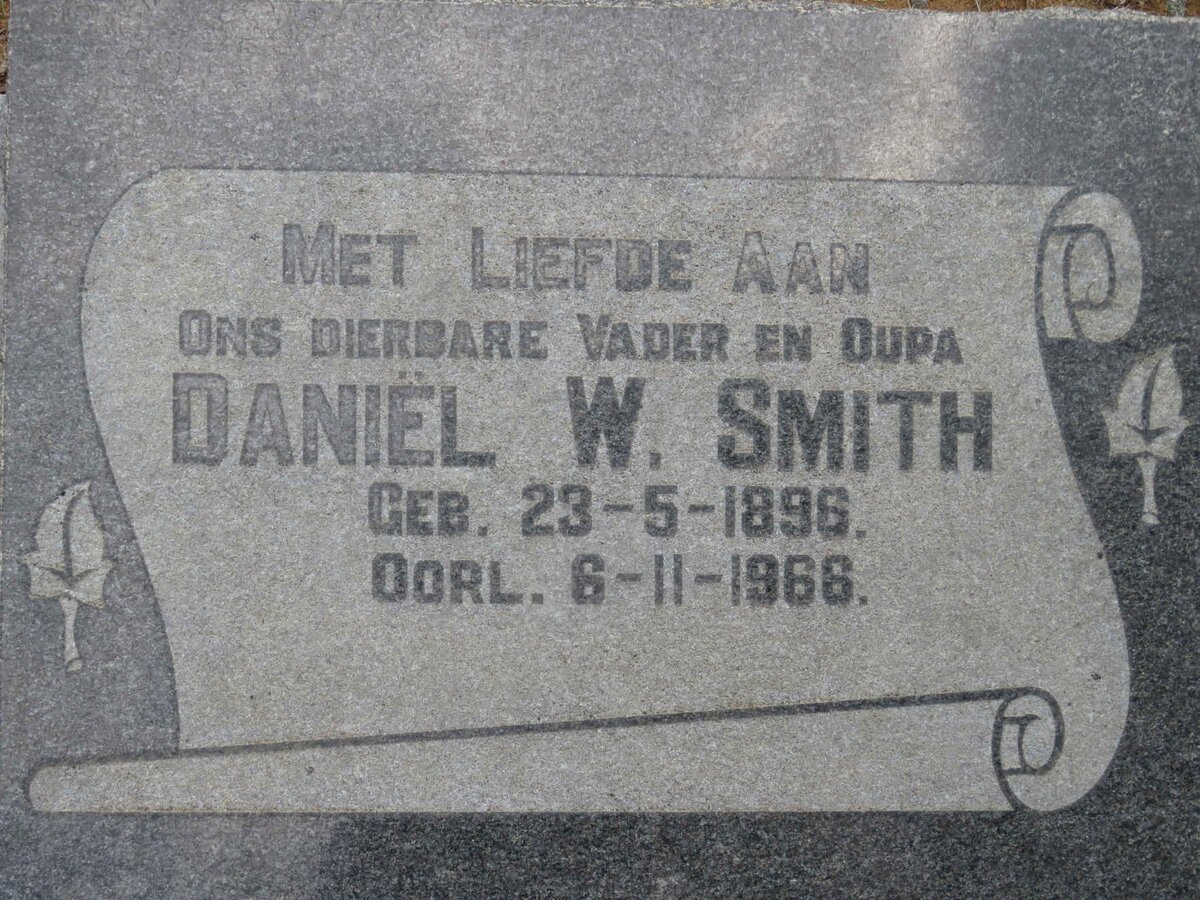 Met Liefde Aan
Ons dierbare Vader en Oupa
Daniël W. Smith
Geb. 23-5-1896.
Oorl. 6-11-1966.